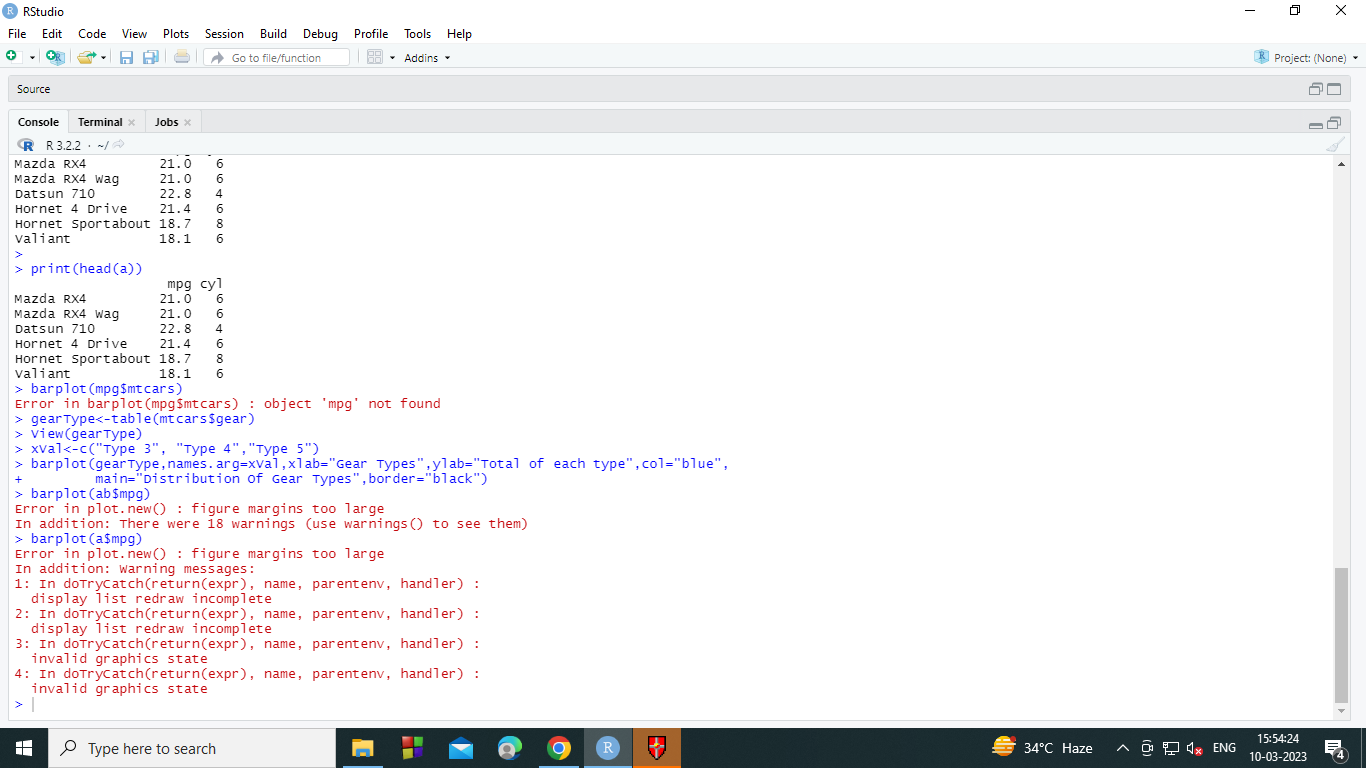 RStudio
File Edit Code View Plots Session Build Debug Profile Tools Help
Go to file/function Addins Project: (None)
Source
Console Terminal Jobs
R 3.2.2 · ~/
Mazda RX4         21.0   6
Mazda RX4 Wag     21.0   6
Datsun 710        22.8   4
Hornet 4 Drive    21.4   6
Hornet Sportabout 18.7   8
Valiant           18.1   6
>
> print(head(a))
                   mpg cyl
Mazda RX4         21.0   6
Mazda RX4 Wag     21.0   6
Datsun 710        22.8   4
Hornet 4 Drive    21.4   6
Hornet Sportabout 18.7   8
Valiant           18.1   6
> barplot(mpg$mtcars)
Error in barplot(mpg$mtcars) : object 'mpg' not found
> gearType<-table(mtcars$gear)
> View(gearType)
> xVal<-c("Type 3", "Type 4","Type 5")
> barplot(gearType,names.arg=xVal,xlab="Gear Types",ylab="Total of each type",col="blue",
+         main="Distribution Of Gear Types",border="black")
> barplot(ab$mpg)
Error in plot.new() : figure margins too large
In addition: There were 18 warnings (use warnings() to see them)
> barplot(a$mpg)
Error in plot.new() : figure margins too large
In addition: Warning messages:
1: In doTryCatch(return(expr), name, parentenv, handler) :
  display list redraw incomplete
2: In doTryCatch(return(expr), name, parentenv, handler) :
  display list redraw incomplete
3: In doTryCatch(return(expr), name, parentenv, handler) :
  invalid graphics state
4: In doTryCatch(return(expr), name, parentenv, handler) :
  invalid graphics state
>
Type here to search 34°C Haze ENG 15:54:24
10-03-2023 4